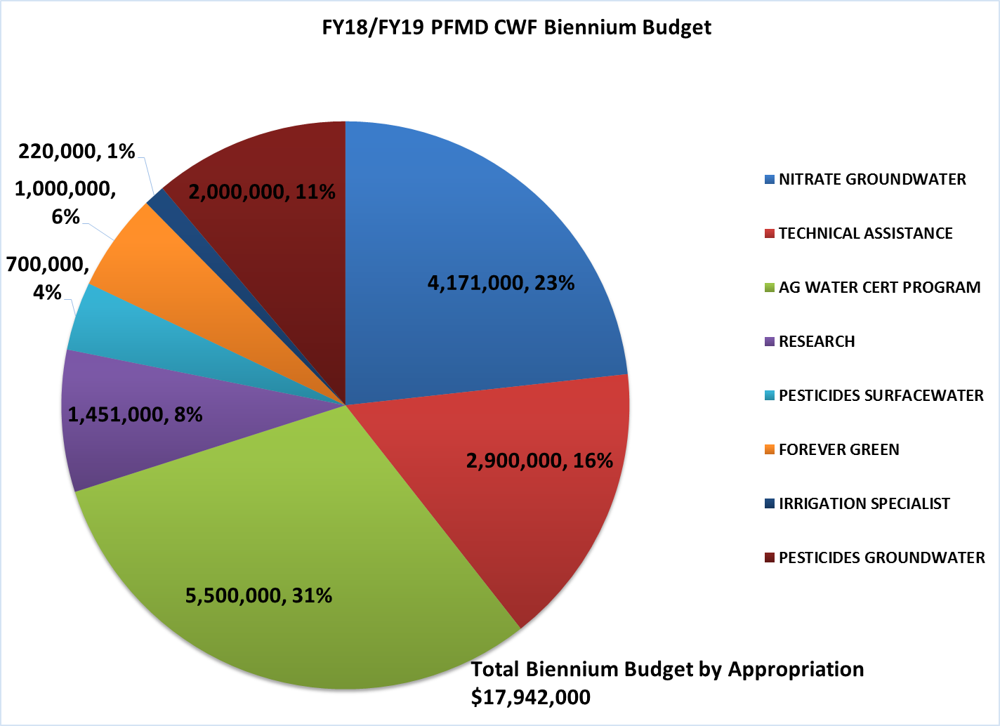 FY18/FY19 PFMD CWF Biennium Budget
220,000, 1%
1,000,000,
6%
700,000,
4%
2,000,000, 11%
4,171,000, 23%
1,451,000, 8%
2,900,000, 16%
5,500,000, 31%
NITRATE GROUNDWATER
TECHNICAL ASSISTANCE
AG WATER CERT PROGRAM
RESEARCH
PESTICIDES SURFACEWATER
FOREVER GREEN
IRRIGATION SPECIALIST
PESTICIDES GROUNDWATER
Total Biennium Budget by Appropriation
$17,942,000